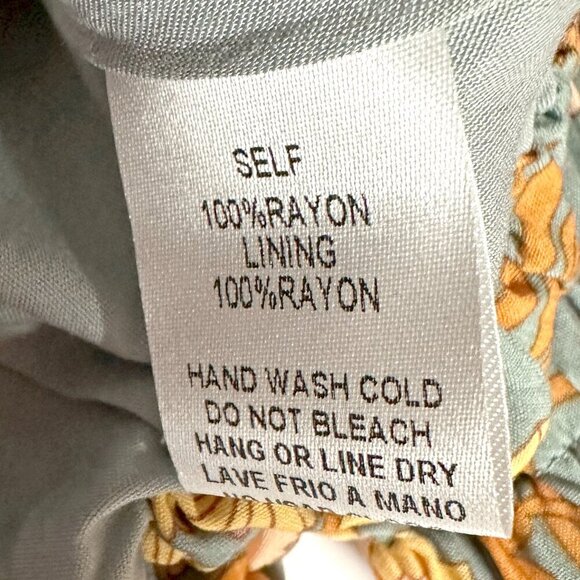 SELF
100%RAYON
LINING
100%RAYON
HAND WASH COLD
DO NOT BLEACH
HANG OR LINE DRY
LAVE FRIO A MANO